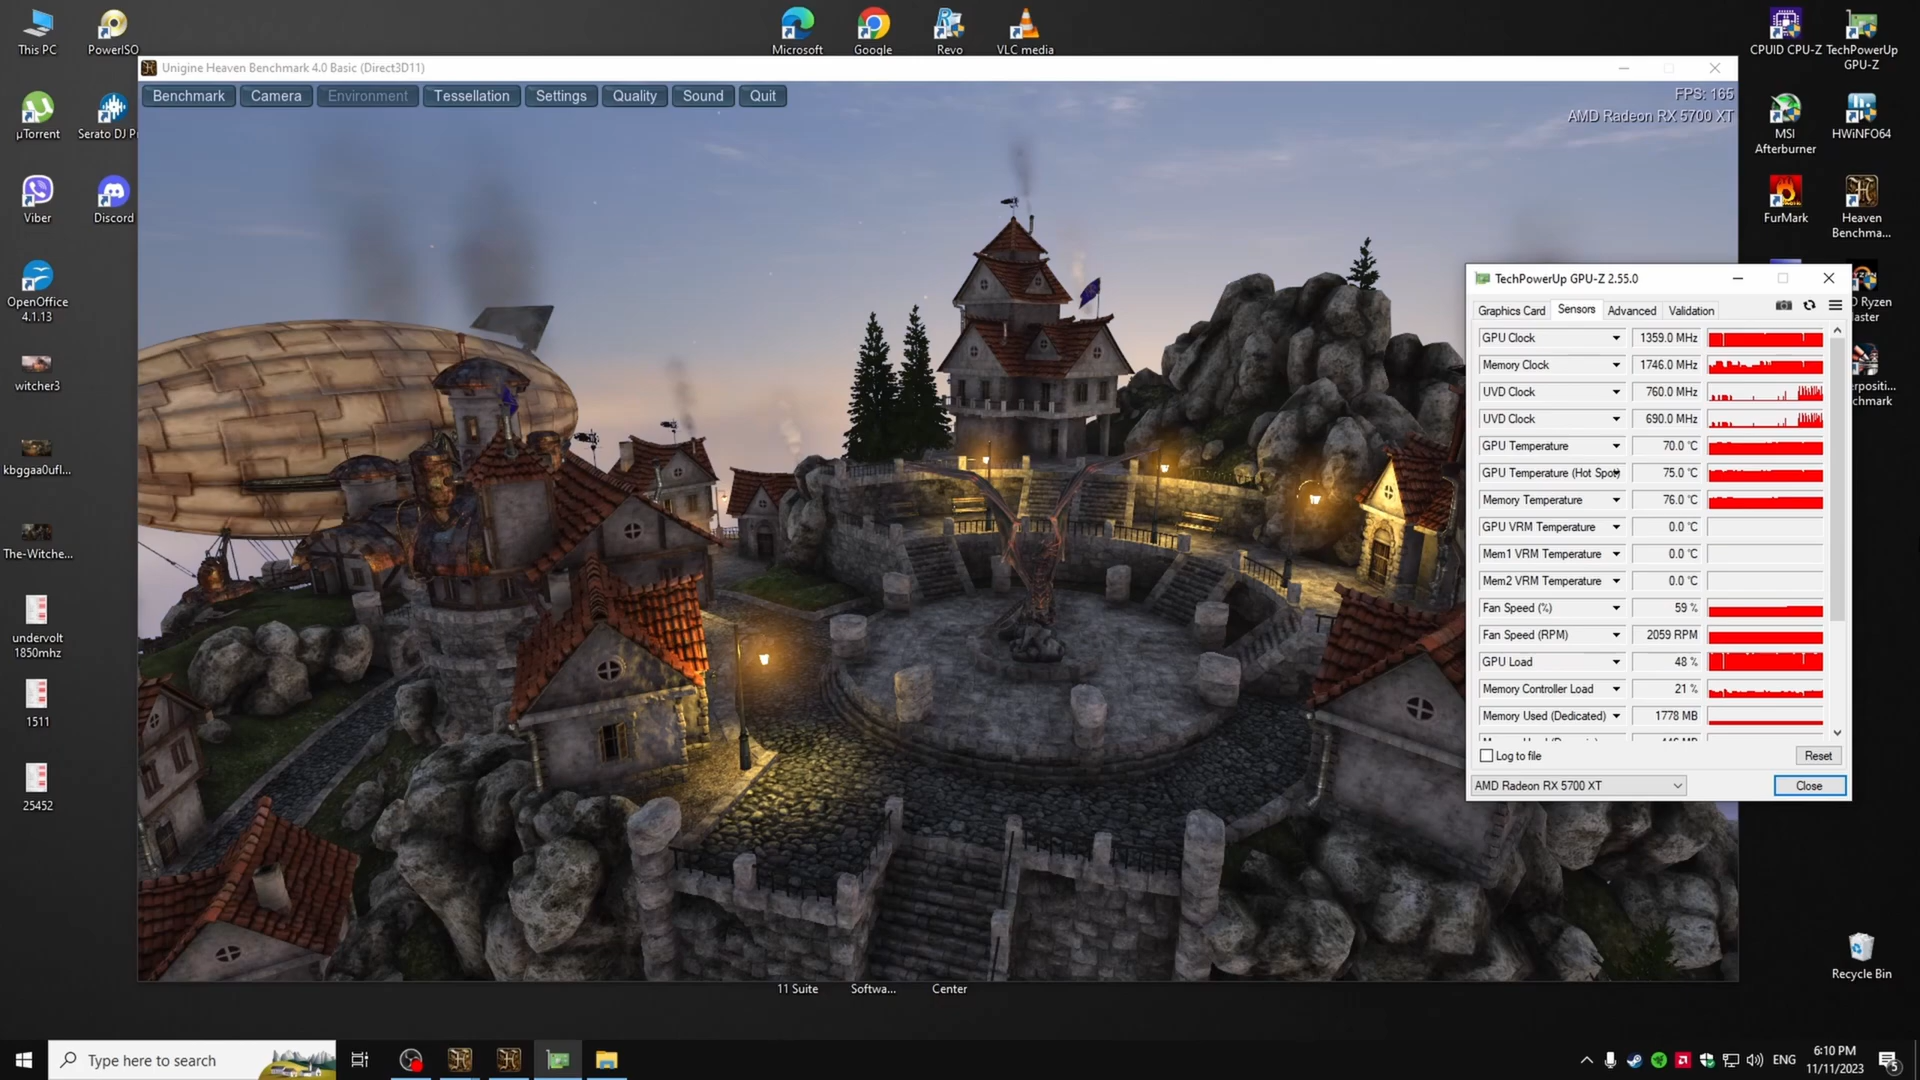 This PC
PowerISO
Microsoft
Google
Revo
VLC media
CPUID CPU-Z
TechPowerUp
GPU-Z
Unigine Heaven Benchmark 4.0 Basic (Direct3D11)
Benchmark
Camera
Environment
Tessellation
Settings
Quality
Sound
Quit
FPS: 165
AMD Radeon RX 5700 XT
µTorrent
Serato DJ P
MSI
Afterburner
HWiNFO64
Viber
Discord
FurMark
Heaven
Benchma...
OpenOffice
4.1.13
witcher3
kbggaa0ufl...
The-Witche...
undervolt
1850mhz
1511
25452
TechPowerUp GPU-Z 2.55.0
Graphics Card
Sensors
Advanced
Validation
GPU Clock 1359.0 MHz
Memory Clock 1746.0 MHz
UVD Clock 760.0 MHz
UVD Clock 690.0 MHz
GPU Temperature 70.0 °C
GPU Temperature (Hot Spot) 75.0 °C
Memory Temperature 76.0 °C
GPU VRM Temperature 0.0 °C
Mem1 VRM Temperature 0.0 °C
Mem2 VRM Temperature 0.0 °C
Fan Speed (%) 59 %
Fan Speed (RPM) 2059 RPM
GPU Load 48 %
Memory Controller Load 21 %
Memory Used (Dedicated) 1778 MB
Log to file
Reset
AMD Radeon RX 5700 XT
Close
Ryzen
aster
rpositi...
chmark
Recycle Bin
11 Suite
Softwa...
Center
Type here to search
ENG
6:10 PM
11/11/2023
5